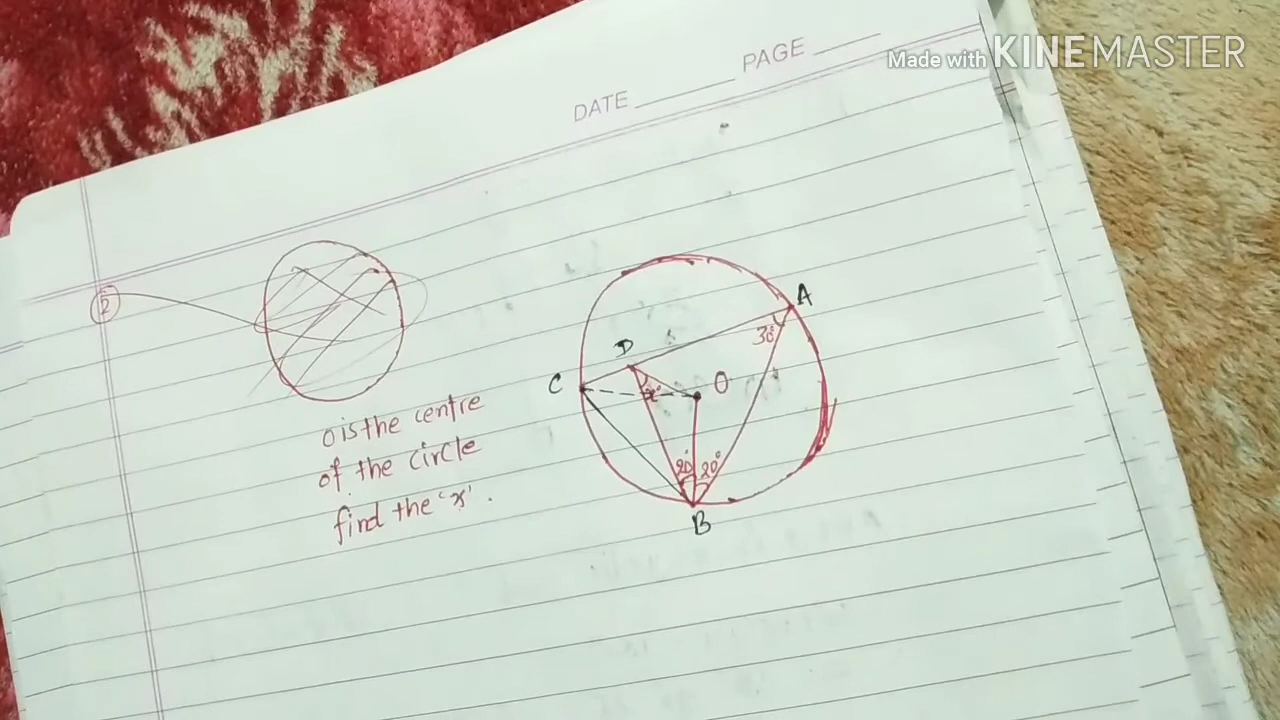 Made with KINEMASTER
DATE PAGE
2
O is the centre
of the circle
find the 'x'.
A
30°
D
C
x°
O
20° 20°
B